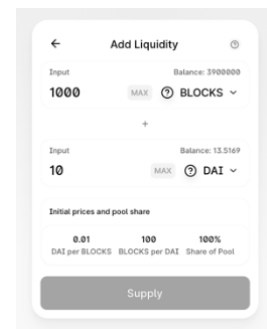 Add Liquidity
Input Balance: 3900000
1000 MAX BLOCKS
+
Input Balance: 13.5169
10 MAX DAI
Initial prices and pool share
0.01 100 100%
DAI per BLOCKS BLOCKS per DAI Share of Pool
Supply